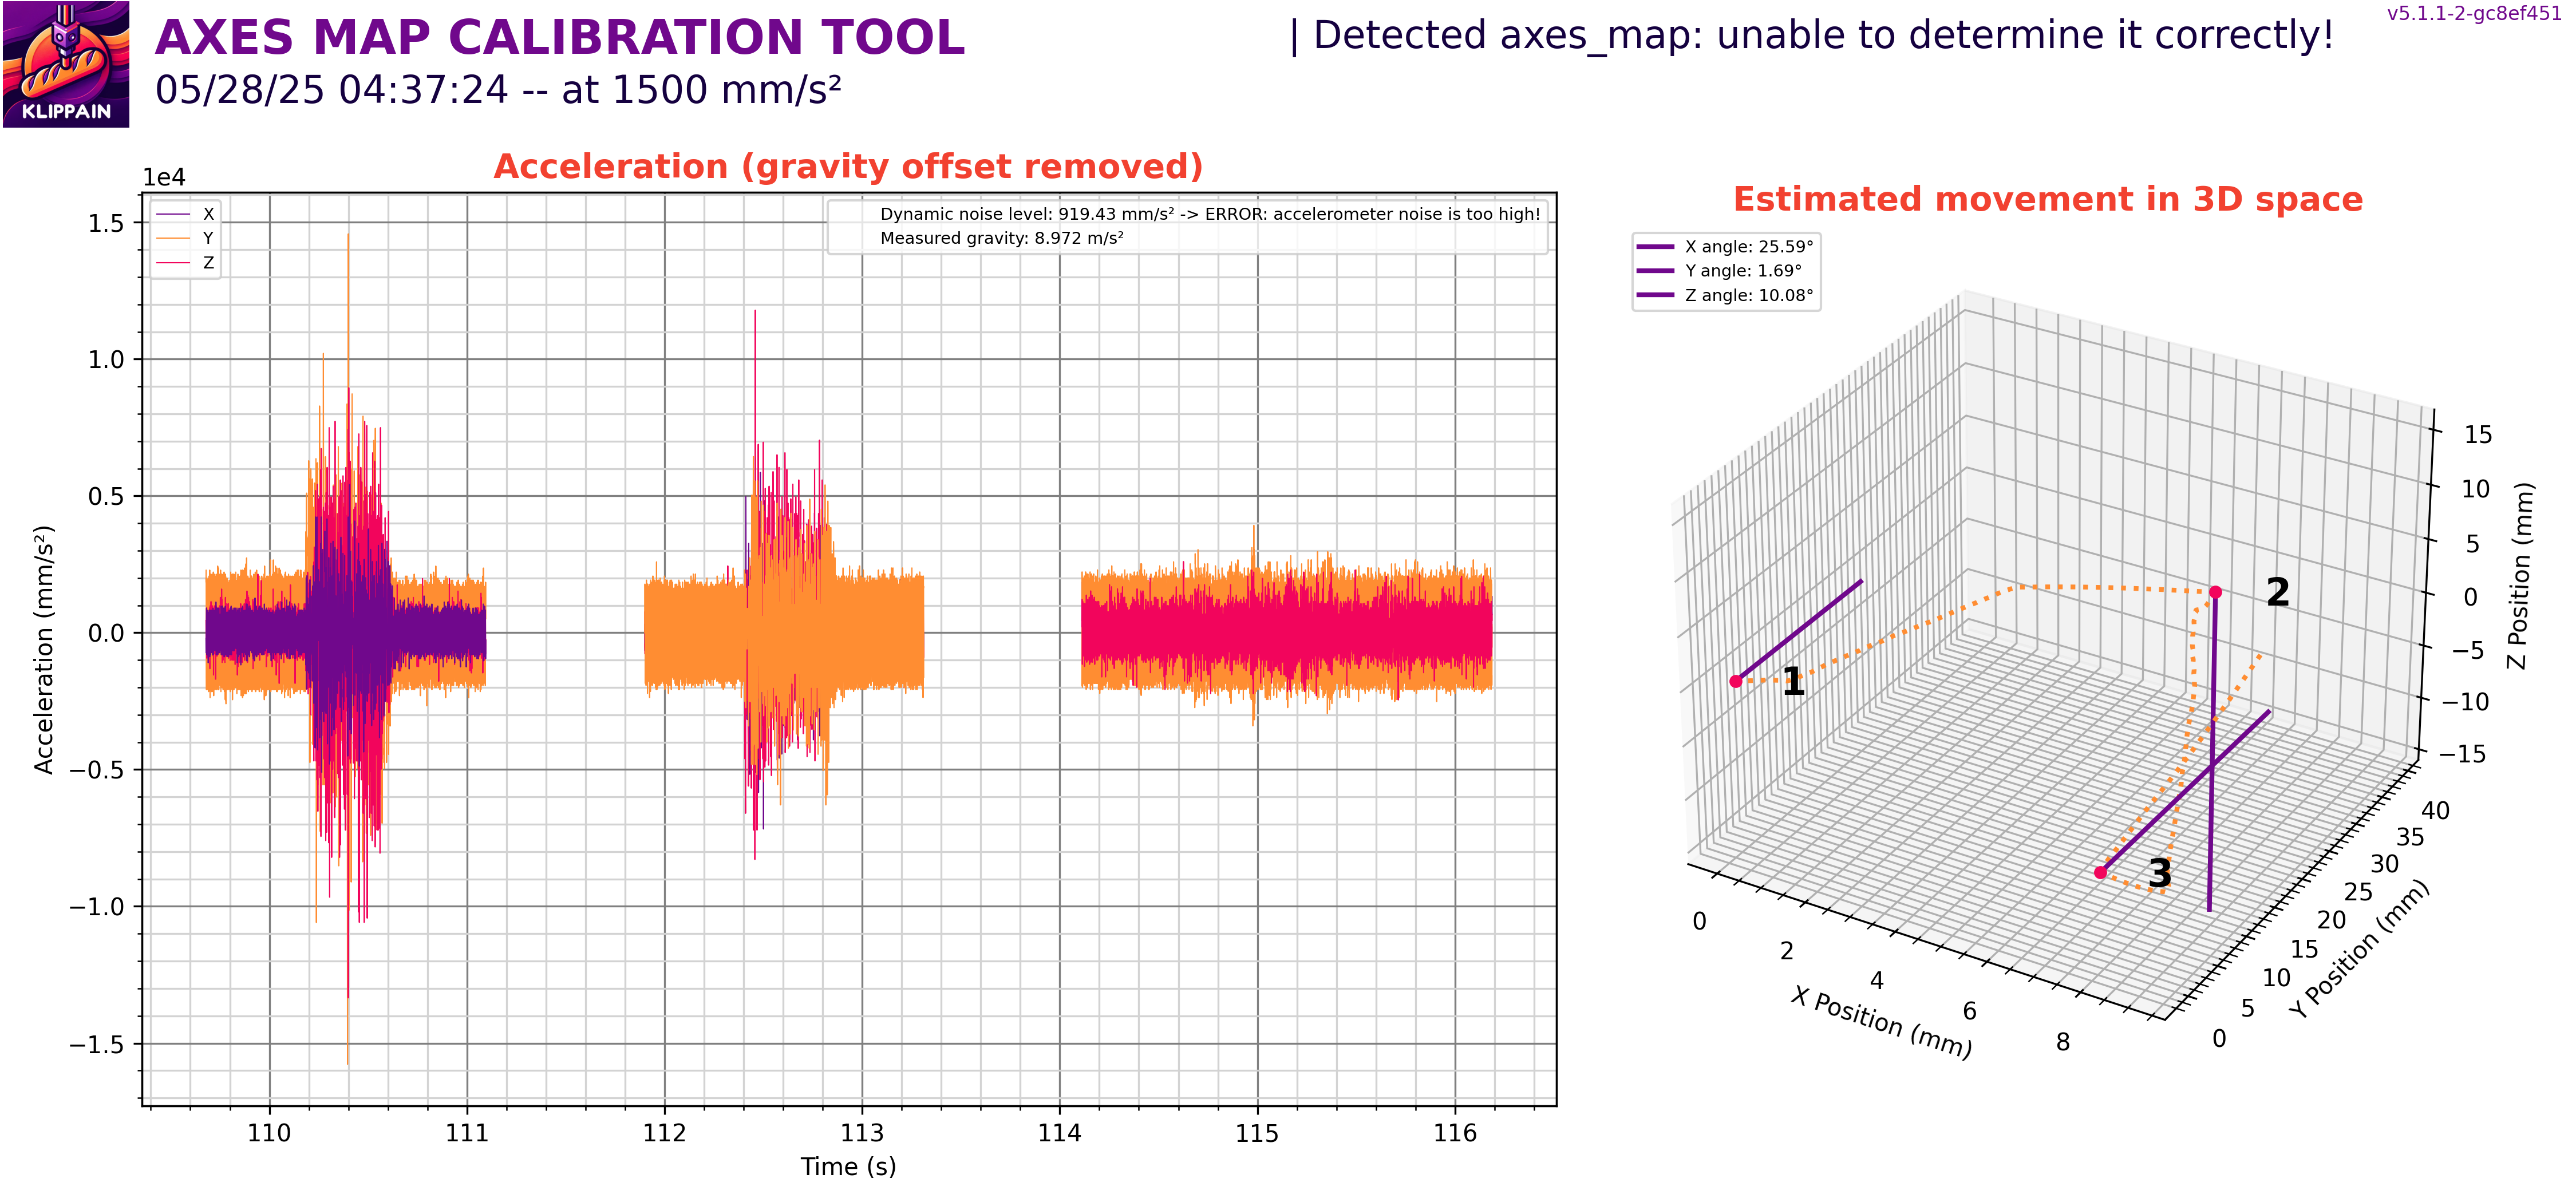 KLIPPAIN
AXES MAP CALIBRATION TOOL
05/28/25 04:37:24 -- at 1500 mm/s²
| Detected axes_map: unable to determine it correctly!
v5.1.1-2-gc8ef451
Acceleration (gravity offset removed)
1e4
X
Y
Z
Dynamic noise level: 919.43 mm/s² -> ERROR: accelerometer noise is too high!
Measured gravity: 8.972 m/s²
1.5
1.0
0.5
0.0
−0.5
−1.0
−1.5
Acceleration (mm/s²)
110 111 112 113 114 115 116
Time (s)
Estimated movement in 3D space
X angle: 25.59°
Y angle: 1.69°
Z angle: 10.08°
1
2
3
15
10
5
0
−5
−10
−15
Z Position (mm)
0 2 4 6 8
X Position (mm)
0 5 10 15 20 25 30 35 40
Y Position (mm)